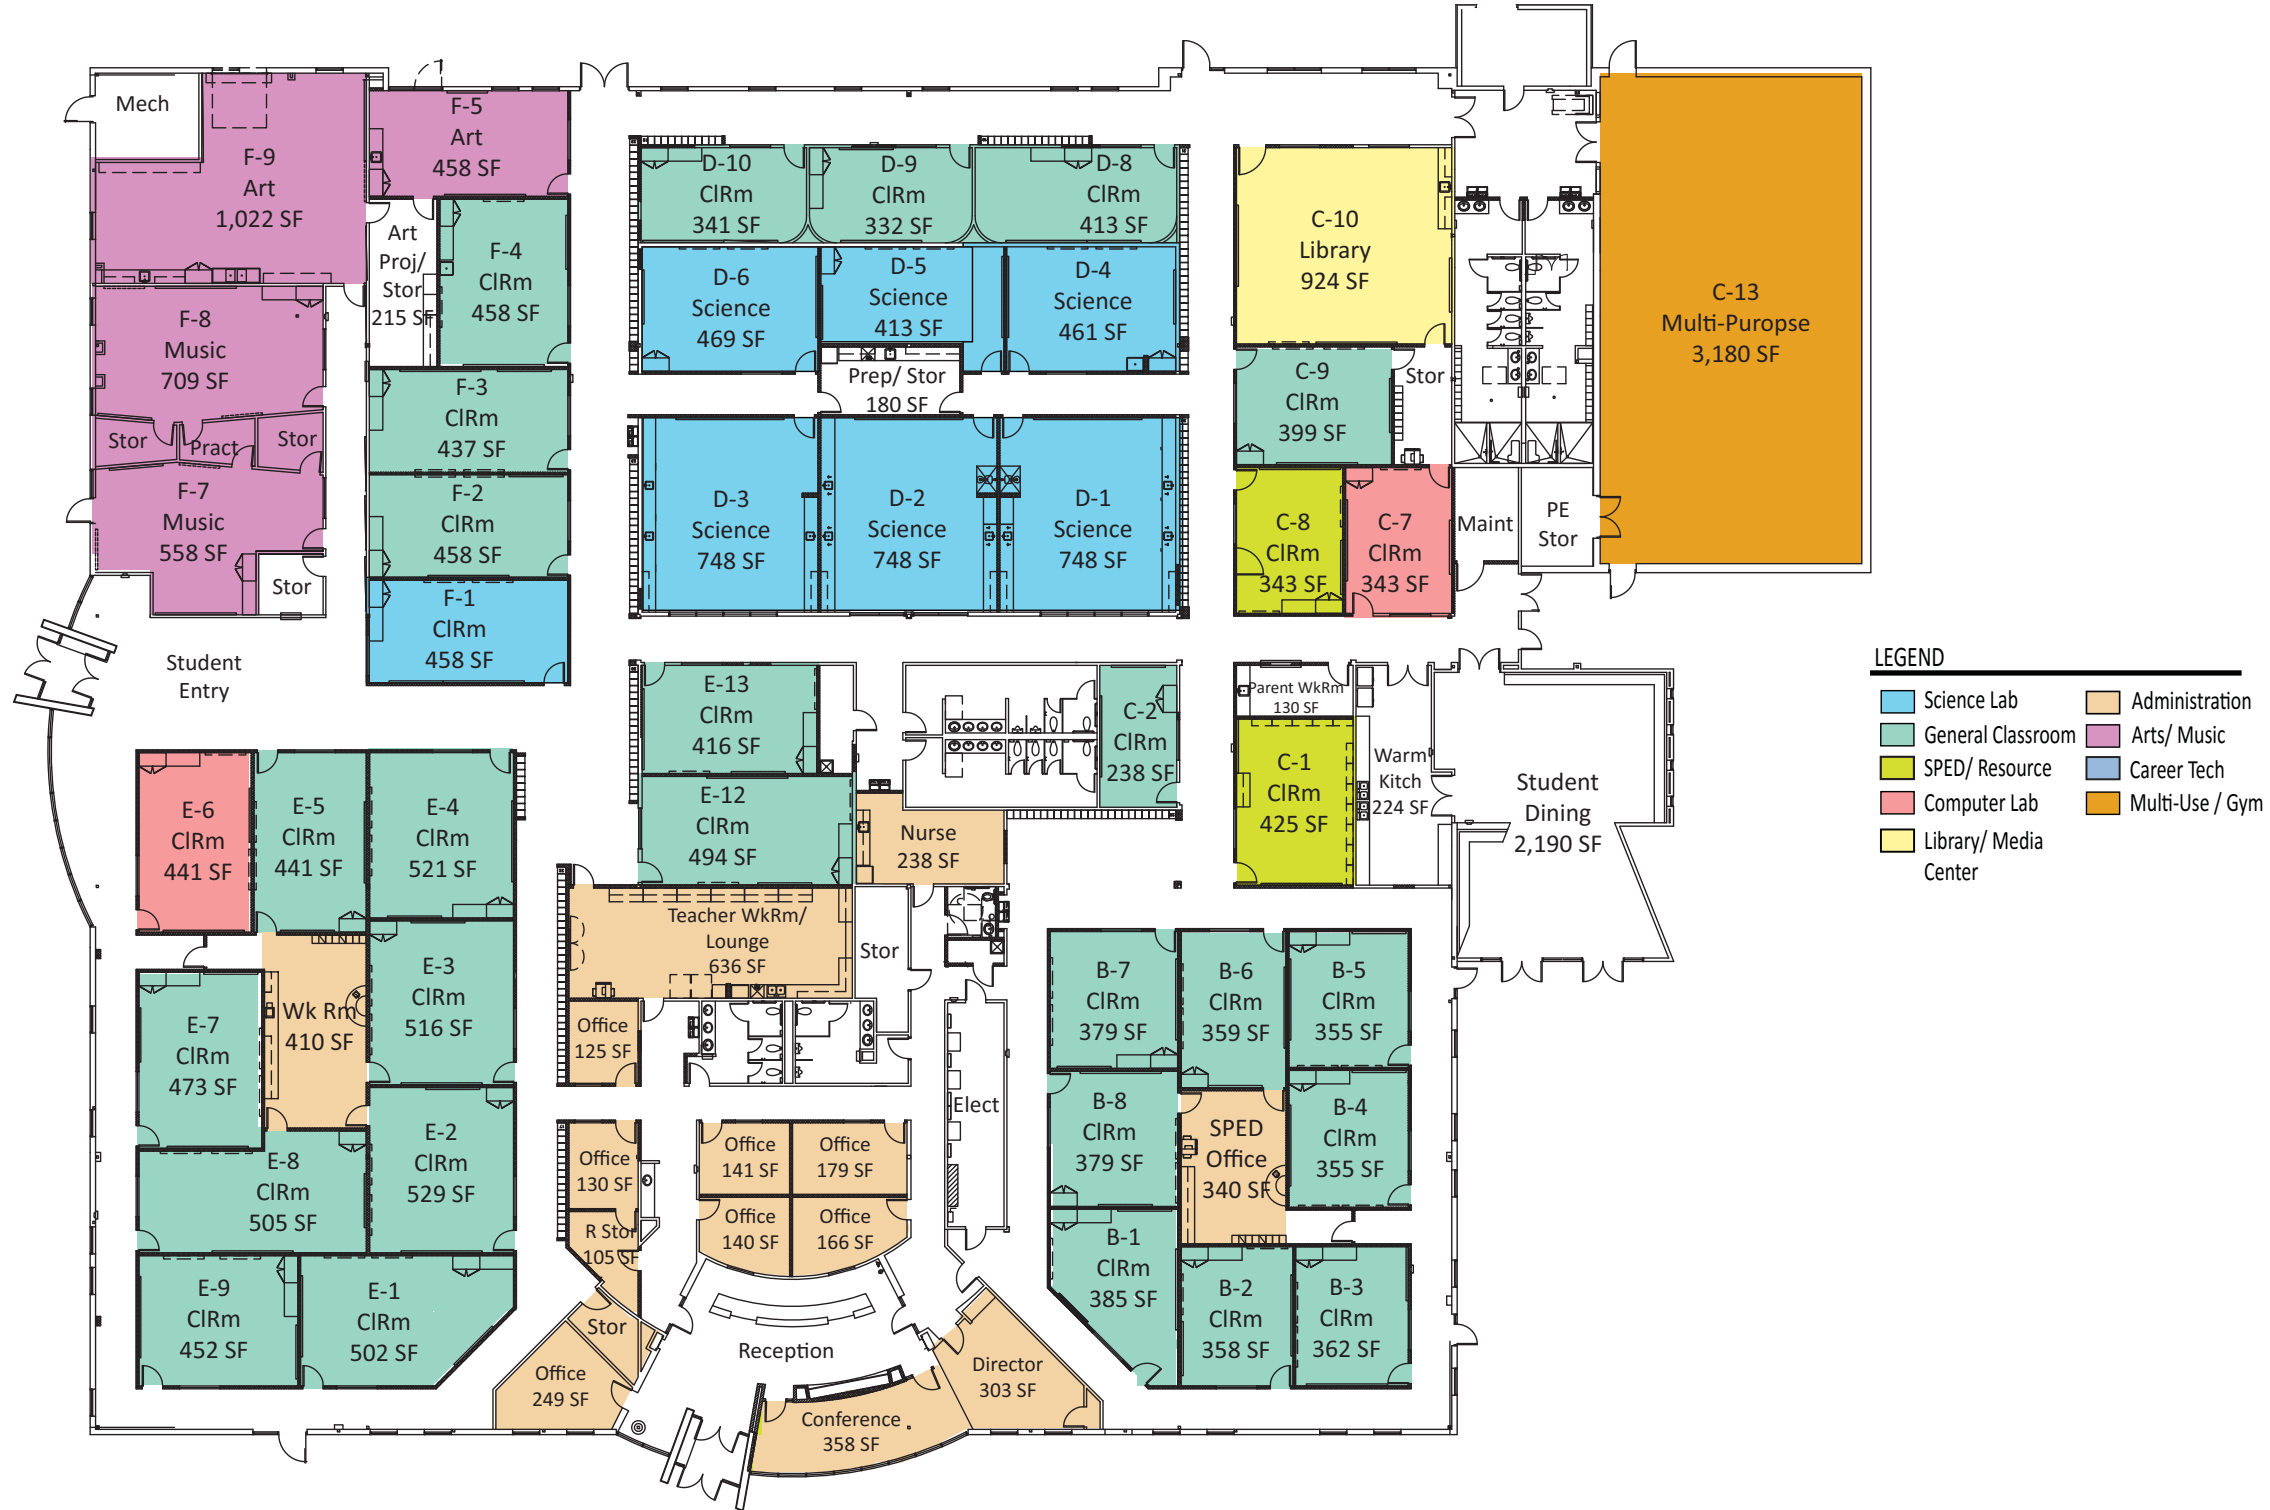 Mech
F-9
Art
1,022 SF
F-5
Art
458 SF
Art
Proj/
Stor
215 SF
F-4
ClRm
458 SF
F-8
Music
709 SF
Stor
Pract
Stor
F-7
Music
558 SF
Stor
F-3
ClRm
437 SF
F-2
ClRm
458 SF
F-1
ClRm
458 SF
Student
Entry
D-10
ClRm
341 SF
D-9
ClRm
332 SF
D-8
ClRm
413 SF
D-6
Science
469 SF
D-5
Science
413 SF
D-4
Science
461 SF
Prep/ Stor
180 SF
D-3
Science
748 SF
D-2
Science
748 SF
D-1
Science
748 SF
C-10
Library
924 SF
C-9
ClRm
399 SF
Stor
C-8
ClRm
343 SF
C-7
ClRm
343 SF
Maint
PE
Stor
C-13
Multi-Puropse
3,180 SF
E-13
ClRm
416 SF
E-12
ClRm
494 SF
C-2
ClRm
238 SF
Nurse
238 SF
Parent WkRm
130 SF
C-1
ClRm
425 SF
Warm
Kitch
224 SF
Student
Dining
2,190 SF
LEGEND
Science Lab
General Classroom
SPED/ Resource
Computer Lab
Library/ Media
Center
Administration
Arts/ Music
Career Tech
Multi-Use / Gym
E-6
ClRm
441 SF
E-5
ClRm
441 SF
E-4
ClRm
521 SF
E-3
ClRm
516 SF
E-7
ClRm
473 SF
Wk Rm
410 SF
E-2
ClRm
529 SF
E-8
ClRm
505 SF
E-9
ClRm
452 SF
E-1
ClRm
502 SF
Teacher WkRm/
Lounge
636 SF
Stor
Office
125 SF
Office
130 SF
R Stor
105 SF
Office
141 SF
Office
179 SF
Office
140 SF
Office
166 SF
Elect
Stor
Office
249 SF
Reception
Conference
358 SF
Director
303 SF
B-7
ClRm
379 SF
B-6
ClRm
359 SF
B-5
ClRm
355 SF
B-8
ClRm
379 SF
SPED
Office
340 SF
B-4
ClRm
355 SF
B-1
ClRm
385 SF
B-2
ClRm
358 SF
B-3
ClRm
362 SF